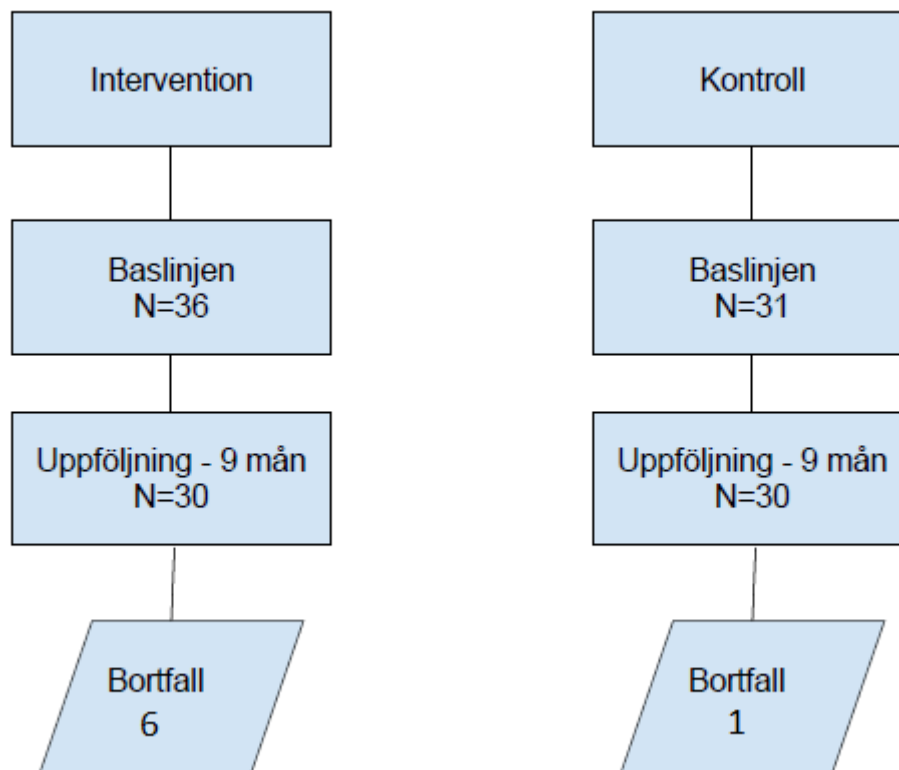 Intervention
Baslinjen
N=36
Uppföljning - 9 mån
N=30
Bortfall
6
Kontroll
Baslinjen
N=31
Uppföljning - 9 mån
N=30
Bortfall
1